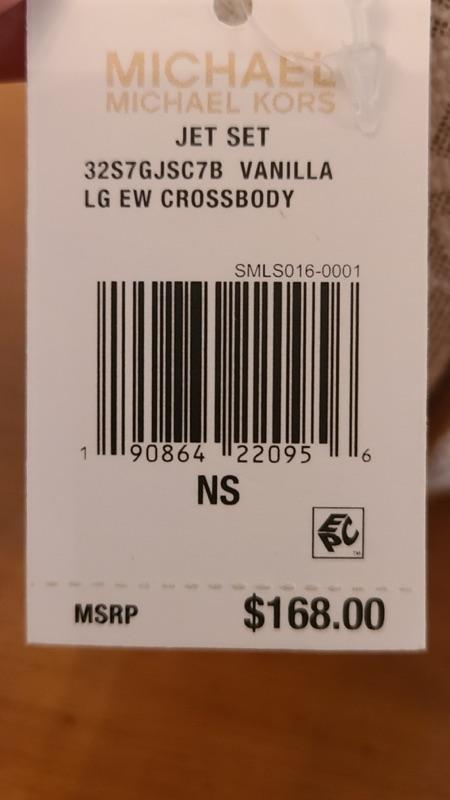 MICHAEL
MICHAEL KORS
JET SET
32S7GJSC7B VANILLA
LG EW CROSSBODY
SMLS016-0001
1 90864 22095 6
NS
EPC
TM
MSRP $168.00